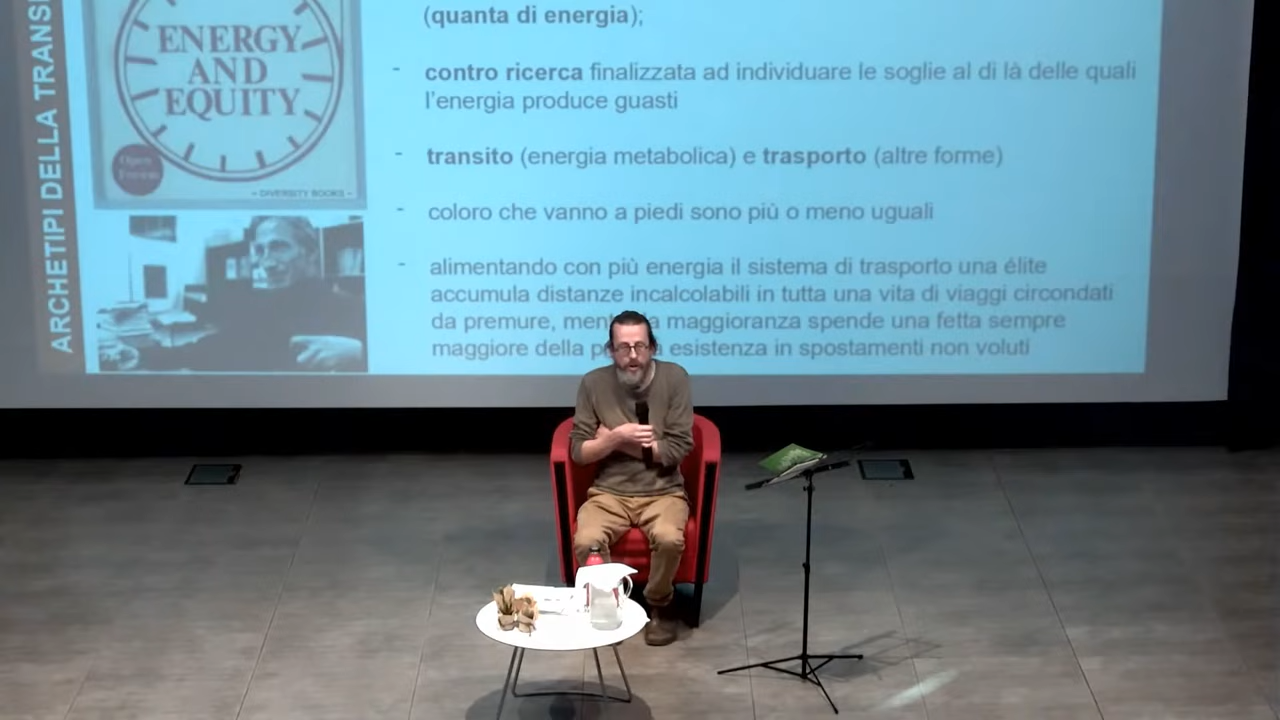 ARCHETIPI DELLA TRANSI
ENERGY
AND
EQUITY
Open
Forum
~ DIVERSITY BOOKS ~
(quanta di energia);
- contro ricerca finalizzata ad individuare le soglie al di là delle quali
l'energia produce guasti
- transito (energia metabolica) e trasporto (altre forme)
- coloro che vanno a piedi sono più o meno uguali
- alimentando con più energia il sistema di trasporto una élite
accumula distanze incalcolabili in tutta una vita di viaggi circondati
da premure, ment a maggioranza spende una fetta sempre
maggiore della p esistenza in spostamenti non voluti